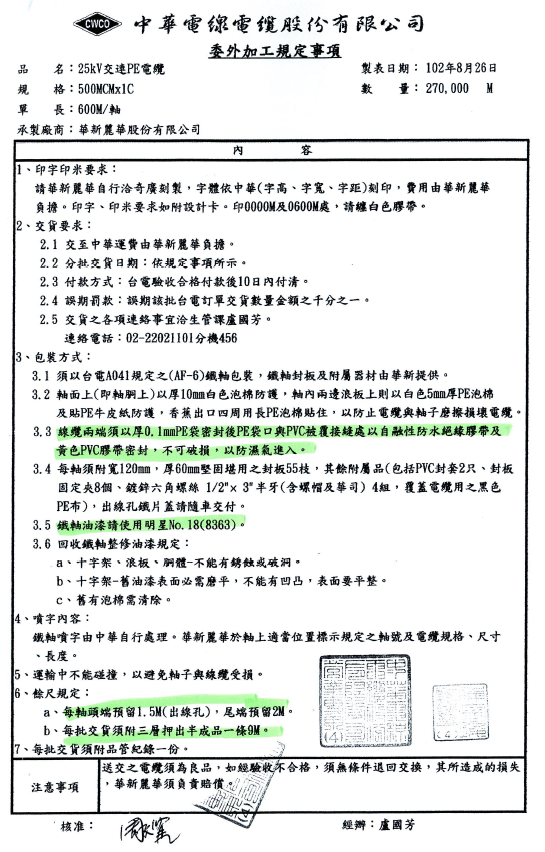 CWCO 中華電線電纜股份有限公司
委外加工規定事項
品　　名：25kV交連PE電纜　　製表日期：102年8月26日
規　　格：500MCMx1C　　數　　量：270,000　M
單　　長：600M/軸
承製廠商：華新麗華股份有限公司
內　　容
1、印字印米要求：
請華新麗華自行洽奇廣刻製，字體依中華(字高、字寬、字距)刻印，費用由華新麗華
負擔。印字、印米要求如附設計卡。印0000M及0600M處，請纏白色膠帶。
2、交貨要求：
2.1 交至中華運費由華新麗華負擔。
2.2 分批交貨日期：依規定事項所示。
2.3 付款方式：台電驗收合格付款後10日內付清。
2.4 誤期罰款：誤期該批台電訂單交貨數量金額之千分之一。
2.5 交貨之各項連絡事宜洽生管課盧國芳。
連絡電話：02-22021101分機456
3、包裝方式：
3.1 須以台電A041規定之(AF-6)鐵軸包裝，鐵軸封板及附屬器材由華新提供。
3.2 軸面上(即軸胴上)以厚10mm白色泡棉防護，軸內兩邊浪板上則以白色5mm厚PE泡棉
及貼PE牛皮紙防護，香蕉出口四周用長PE泡棉貼住，以防止電纜與軸子磨擦損壞電纜。
3.3 線纜兩端須以厚0.1mmPE袋密封後PE袋口與PVC被覆接縫處以自融性防水絕緣膠帶及
黃色PVC膠帶密封，不可破損，以防濕氣進入。
3.4 每軸須附寬120mm，厚60mm堅固堪用之封板55枝，其餘附屬品(包括PVC封套2只、封板
固定夾8個、鍍鋅六角螺絲 1/2"× 3"半牙(含螺帽及華司) 4組，覆蓋電纜用之黑色
PE布)，出線孔鐵片蓋請隨車交付。
3.5 鐵軸油漆請使用明星No.18(8363)。
3.6 回收鐵軸整修油漆規定：
a、十字架、浪板、胴體-不能有銹蝕或破洞。
b、十字架-舊油漆表面必需磨平，不能有凹凸，表面要平整。
c、舊有泡棉需清除。
4、噴字內容：
鐵軸噴字由中華自行處理。華新麗華於軸上適當位置標示規定之軸號及電纜規格、尺寸
、長度。
5、運輸中不能碰撞，以避免軸子與線纜受損。
6、餘尺規定：
a、每軸頭端預留1.5M(出線孔)，尾端預留2M。
b、每批交貨須附三層押出半成品一條9M。
7、每批交貨須附品管紀錄一份。
注意事項
送交之電纜須為良品，如經驗收不合格，須無條件退回交換，其所造成的損失
，華新麗華須負責賠償。
核准：　　經辦：盧國芳